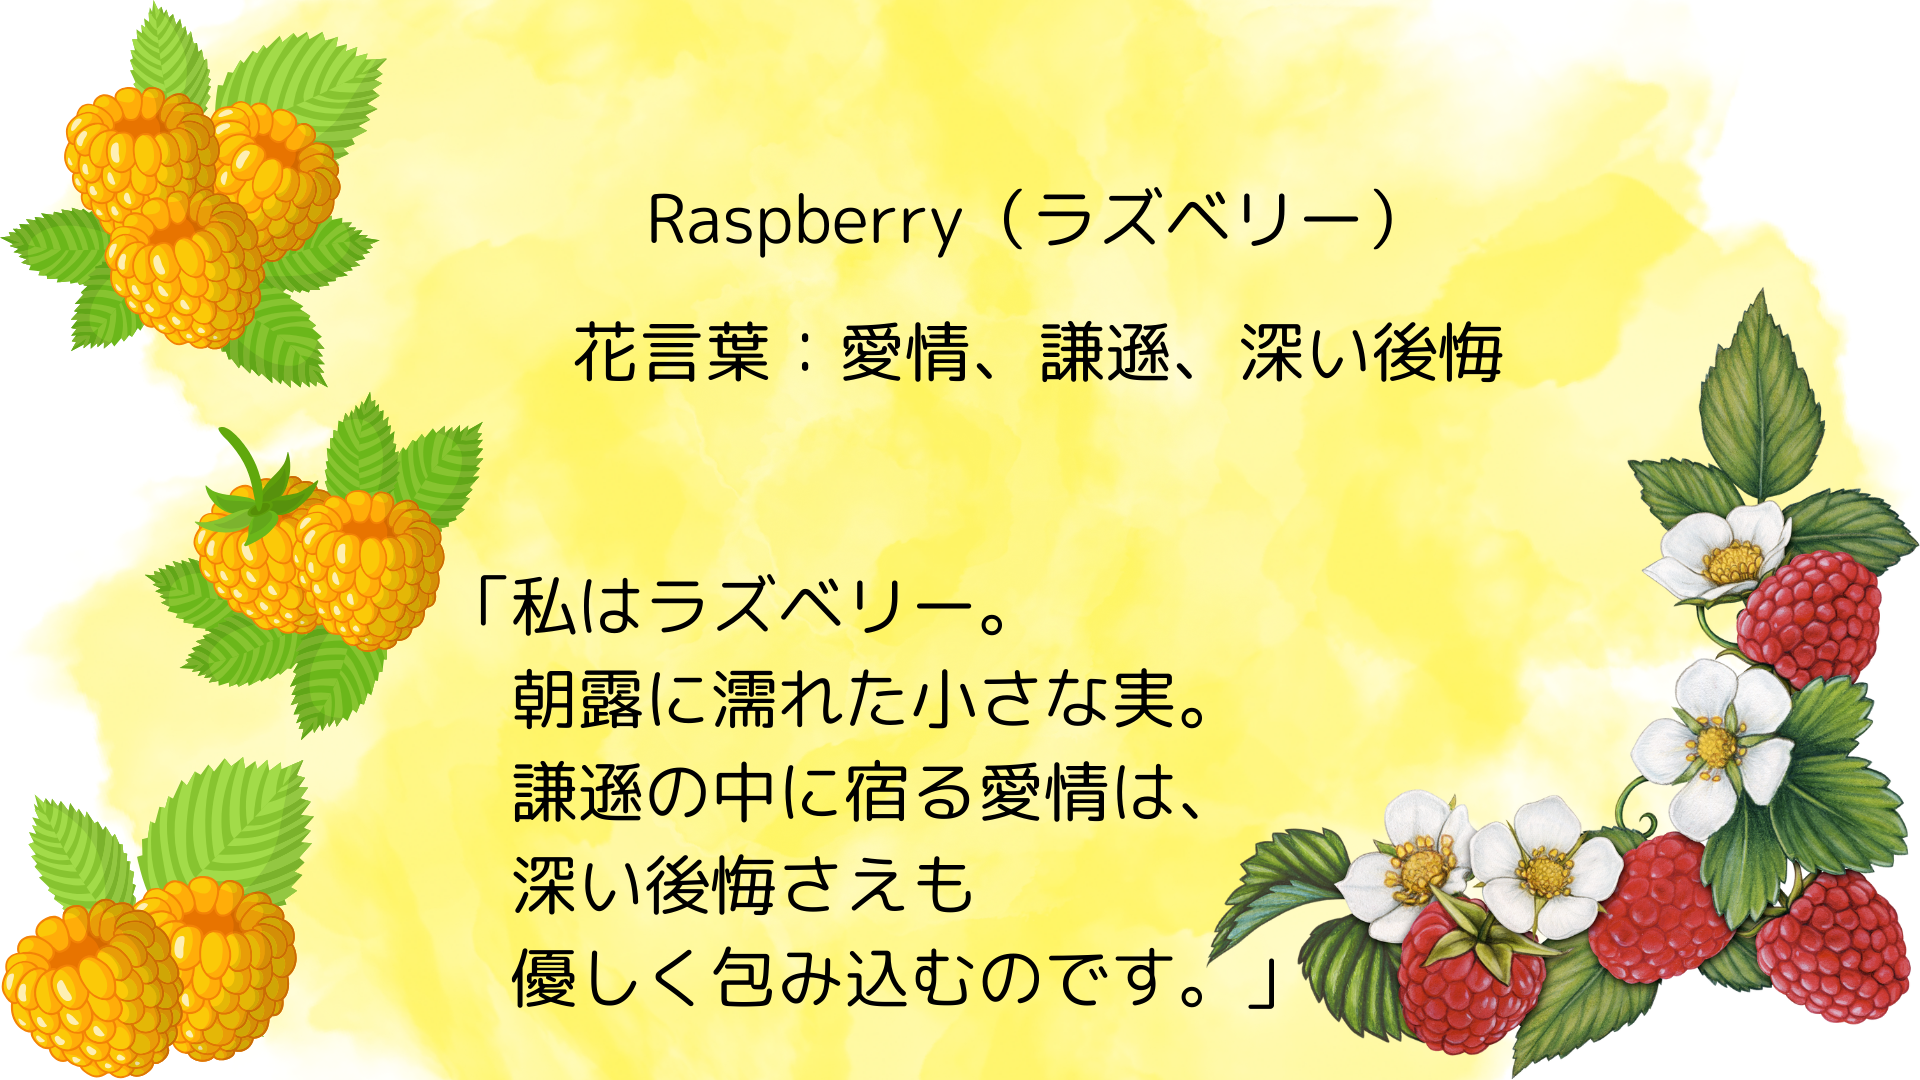 Raspberry（ラズベリー）
花言葉：愛情、謙遜、深い後悔
「私はラズベリー。
朝露に濡れた小さな実。
謙遜の中に宿る愛情は、
深い後悔さえも
優しく包み込むのです。」